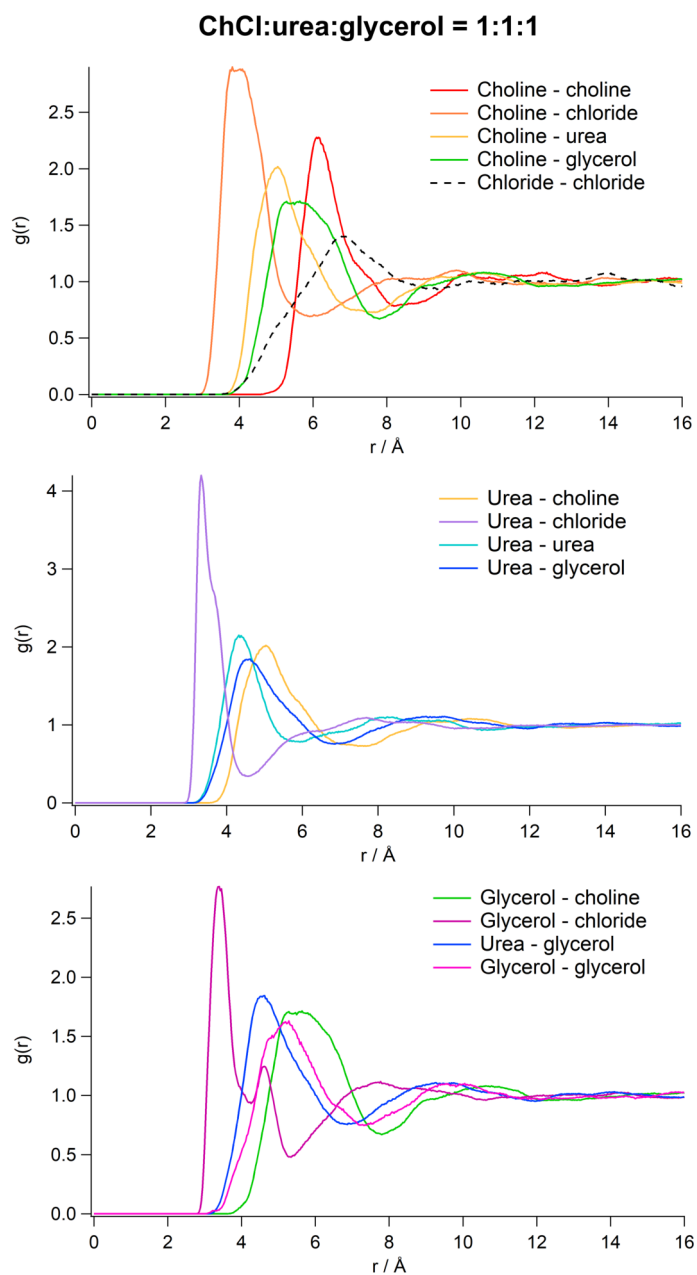 ChCl:urea:glycerol = 1:1:1
Choline - choline
Choline - chloride
Choline - urea
Choline - glycerol
Chloride - chloride
g(r)
2.5
2.0
1.5
1.0
0.5
0.0
0 2 4 6 8 10 12 14 16
r / Å
Urea - choline
Urea - chloride
Urea - urea
Urea - glycerol
g(r)
4
3
2
1
0
0 2 4 6 8 10 12 14 16
r / Å
Glycerol - choline
Glycerol - chloride
Urea - glycerol
Glycerol - glycerol
g(r)
2.5
2.0
1.5
1.0
0.5
0.0
0 2 4 6 8 10 12 14 16
r / Å